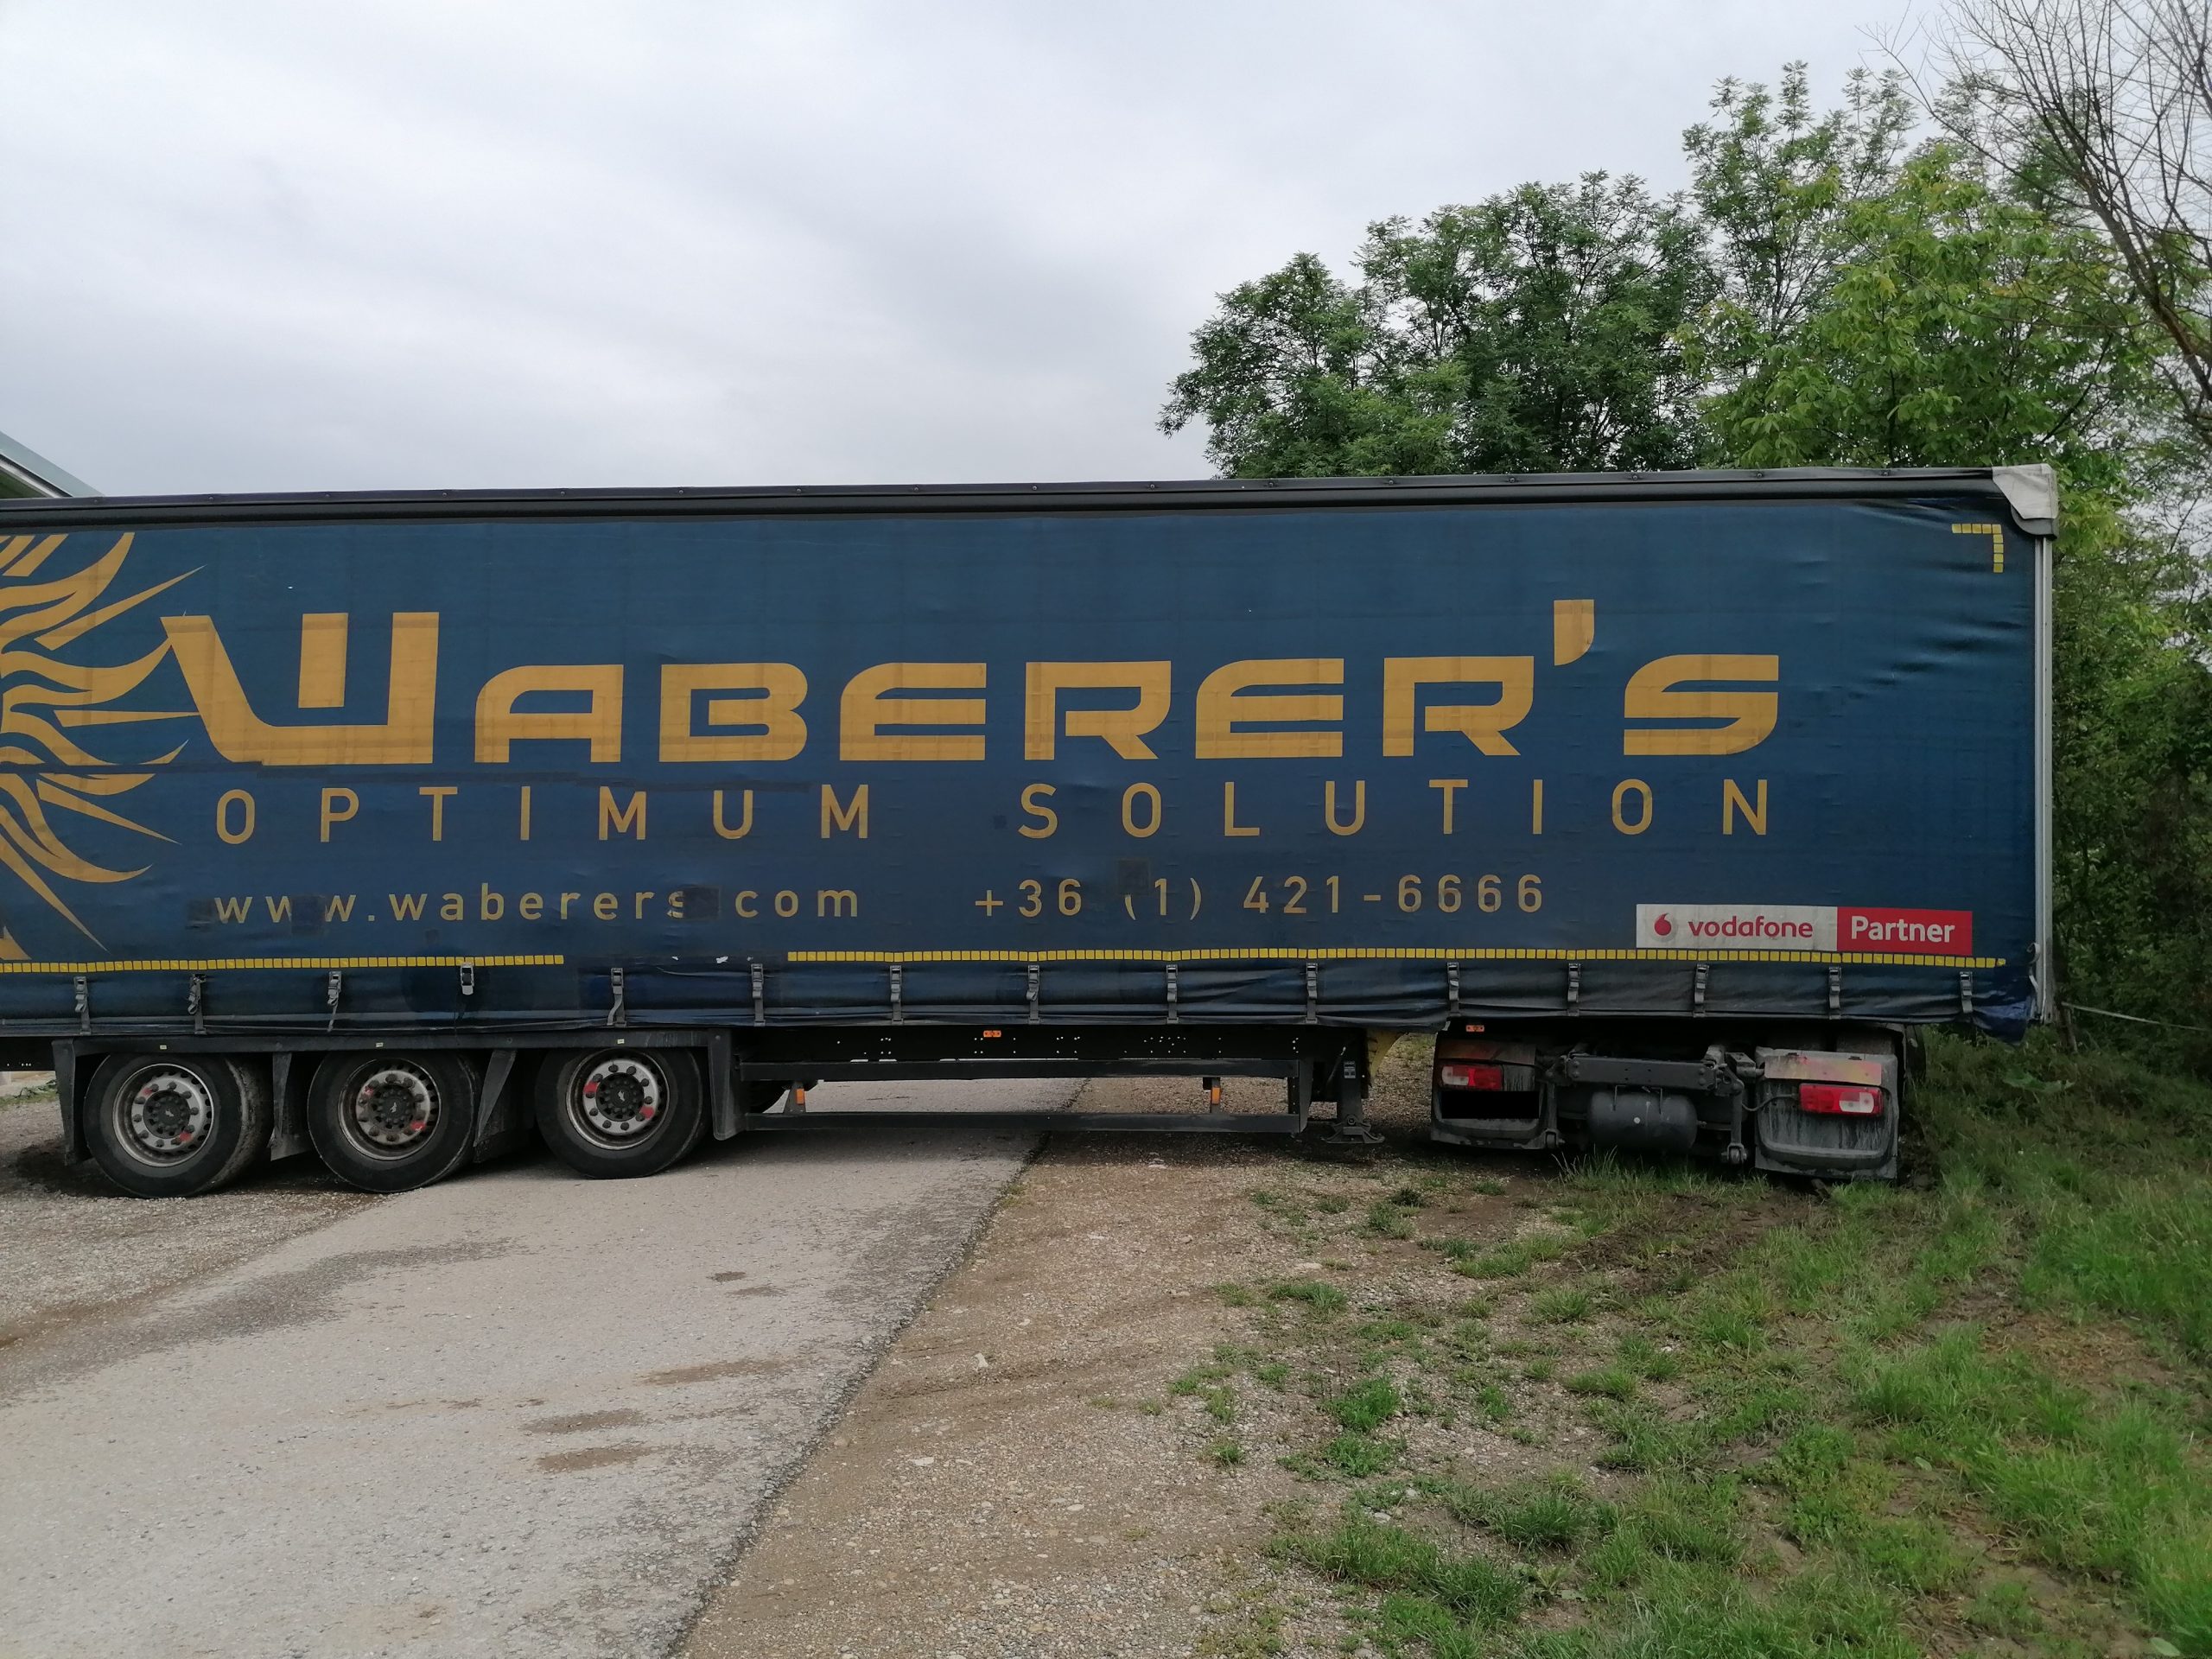 WABERER'S
OPTIMUM SOLUTION
www.waberers.com +36 (1) 421-6666
vodafone Partner